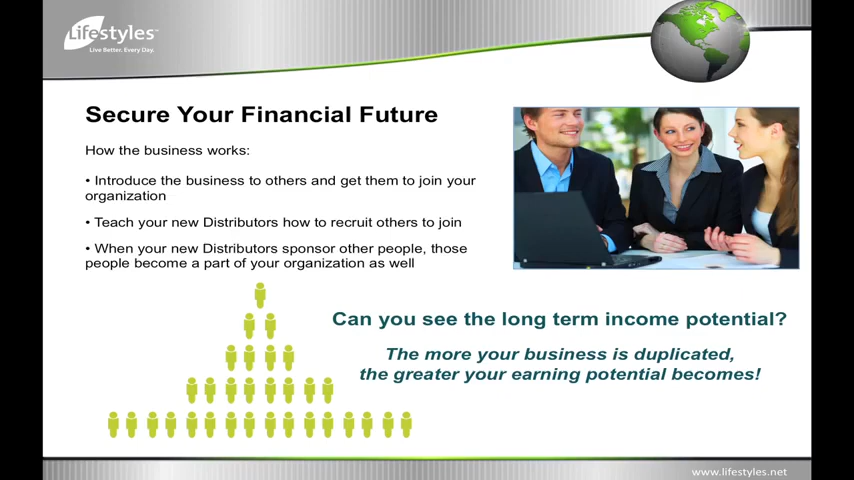 Lifestyles™
Live Better. Every Day.
Secure Your Financial Future
How the business works:
• Introduce the business to others and get them to join your
organization
• Teach your new Distributors how to recruit others to join
• When your new Distributors sponsor other people, those
people become a part of your organization as well
Can you see the long term income potential?
The more your business is duplicated,
the greater your earning potential becomes!
www.lifestyles.net